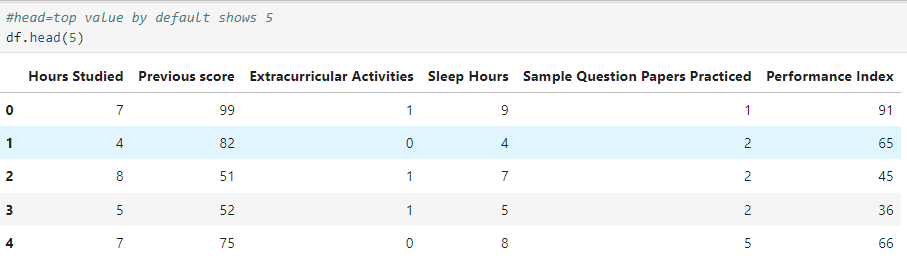 #head=top value by default shows 5
df.head(5)
Hours Studied Previous score Extracurricular Activities Sleep Hours Sample Question Papers Practiced Performance Index
0 7 99 1 9 1 91
1 4 82 0 4 2 65
2 8 51 1 7 2 45
3 5 52 1 5 2 36
4 7 75 0 8 5 66